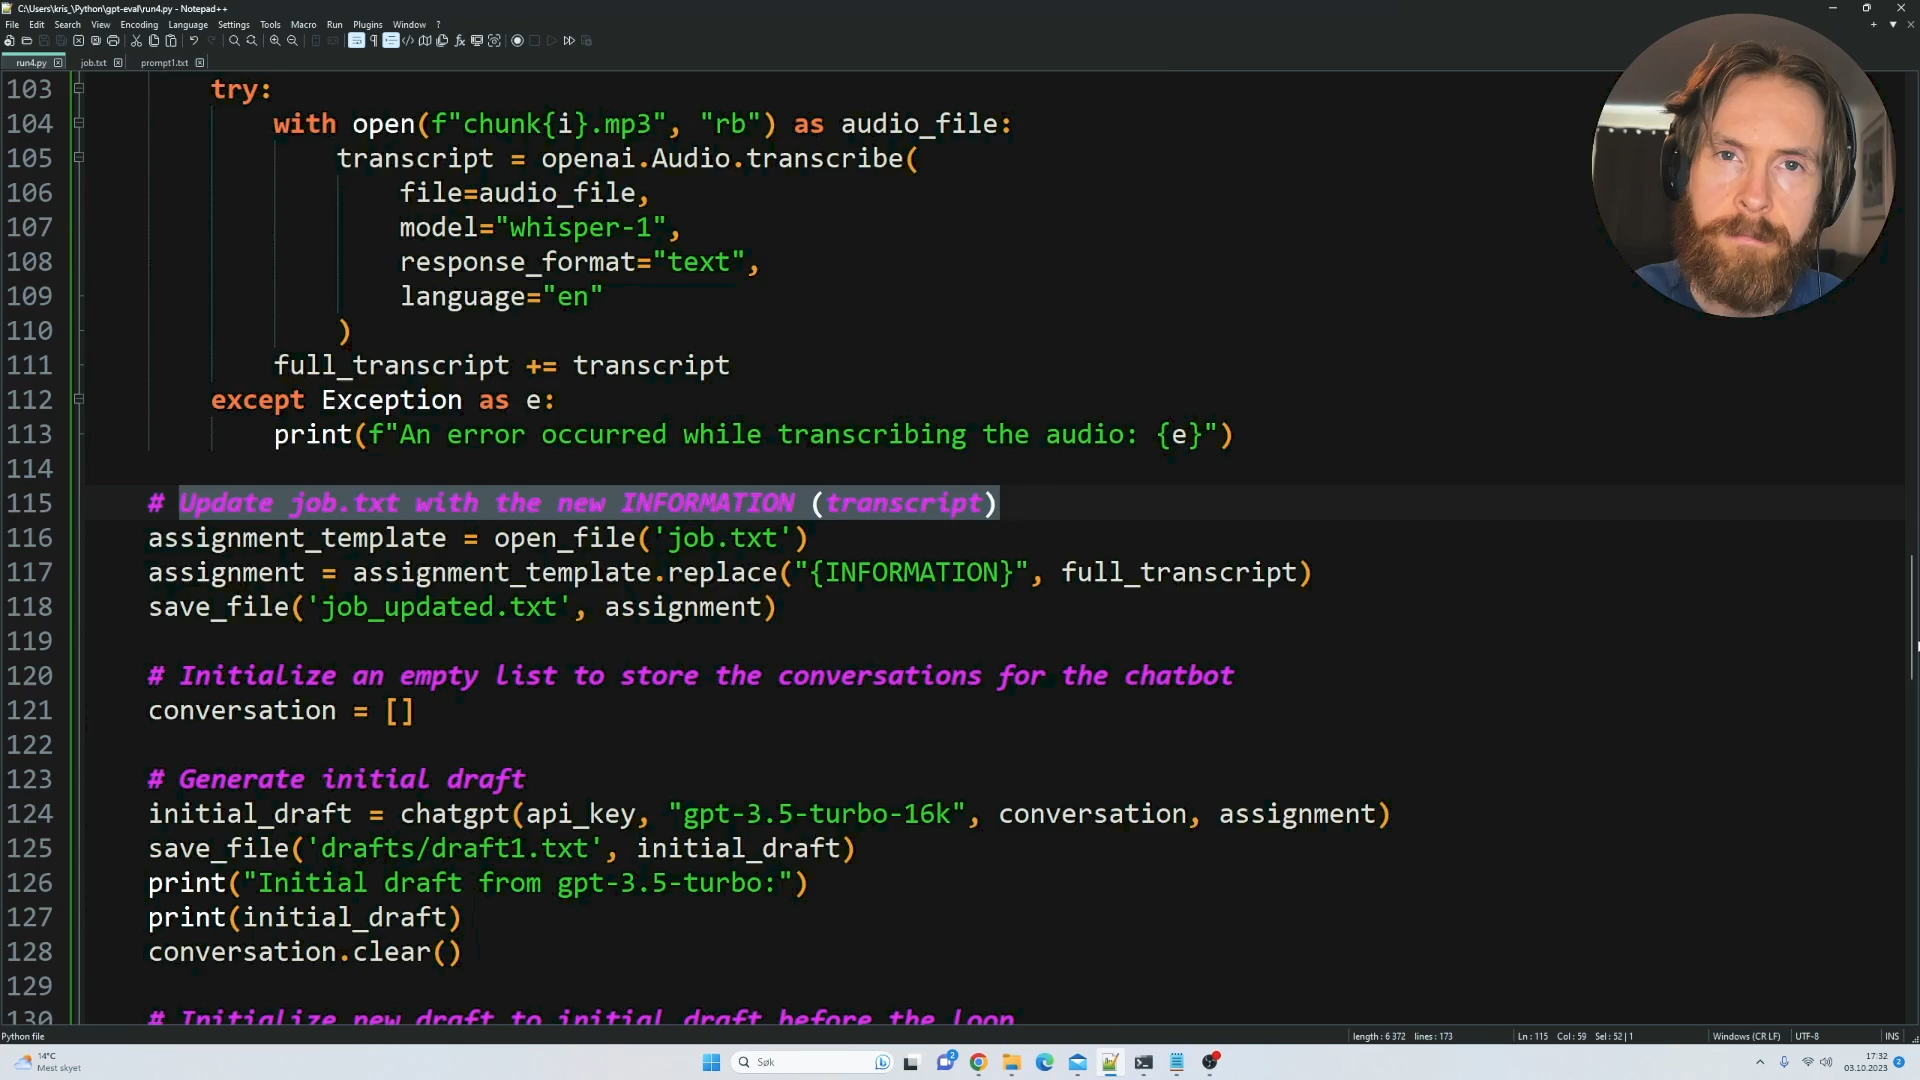 C:\Users\kris_\Python\gpt-eval\run4.py - Notepad++
File Edit Search View Encoding Language Settings Tools Macro Run Plugins Window ?
run4.py job.txt prompt1.txt
103 try:
104 with open(f"chunk{i}.mp3", "rb") as audio_file:
105 transcript = openai.Audio.transcribe(
106 file=audio_file,
107 model="whisper-1",
108 response_format="text",
109 language="en"
110 )
111 full_transcript += transcript
112 except Exception as e:
113 print(f"An error occurred while transcribing the audio: {e}")
114
115 # Update job.txt with the new INFORMATION (transcript)
116 assignment_template = open_file('job.txt')
117 assignment = assignment_template.replace("{INFORMATION}", full_transcript)
118 save_file('job_updated.txt', assignment)
119
120 # Initialize an empty list to store the conversations for the chatbot
121 conversation = []
122
123 # Generate initial draft
124 initial_draft = chatgpt(api_key, "gpt-3.5-turbo-16k", conversation, assignment)
125 save_file('drafts/draft1.txt', initial_draft)
126 print("Initial draft from gpt-3.5-turbo:")
127 print(initial_draft)
128 conversation.clear()
129
130 # Initialize new draft to initial draft before the loop
Python file length : 6 372 lines : 173 Ln : 115 Col : 59 Sel : 52 | 1 Windows (CR LF) UTF-8 INS
14°C
Mest skyet
Søk
2
17:32
03.10.2023
2